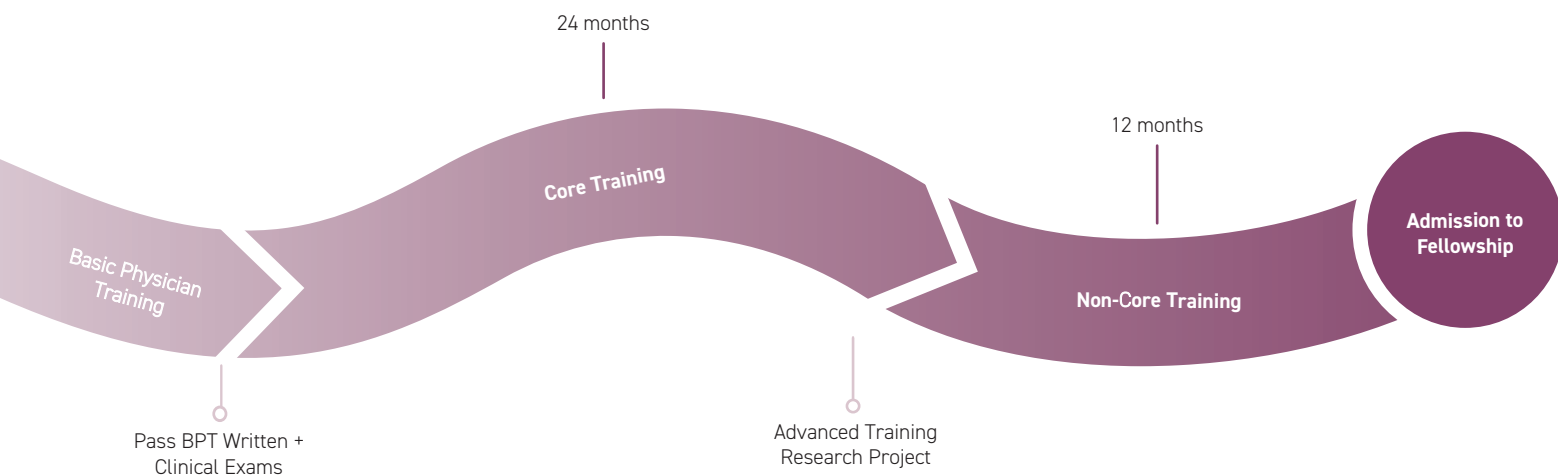 24 months
12 months
Core Training
Admission to
Fellowship
Basic Physician
Training
Non-Core Training
Pass BPT Written +
Clinical Exams
Advanced Training
Research Project